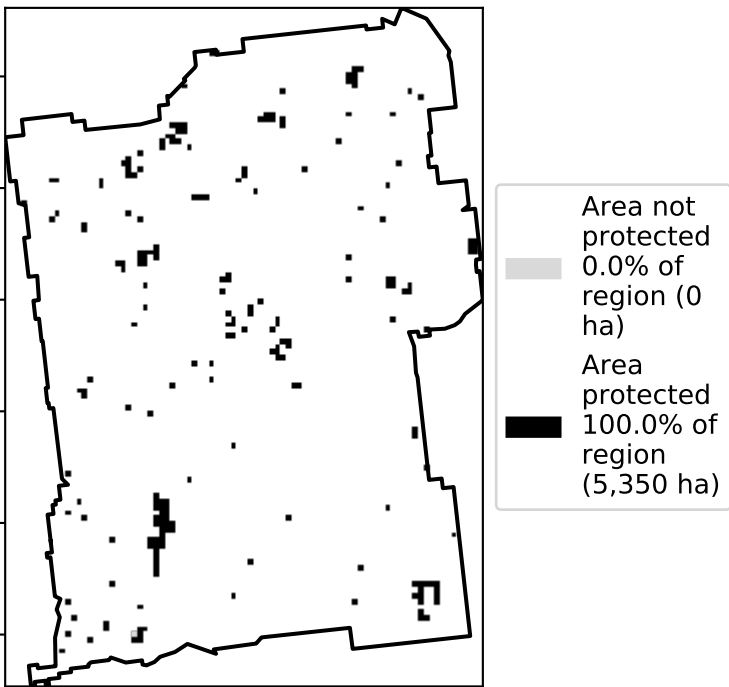 Area not
protected
0.0% of
region (0
ha)
Area
protected
100.0% of
region
(5,350 ha)